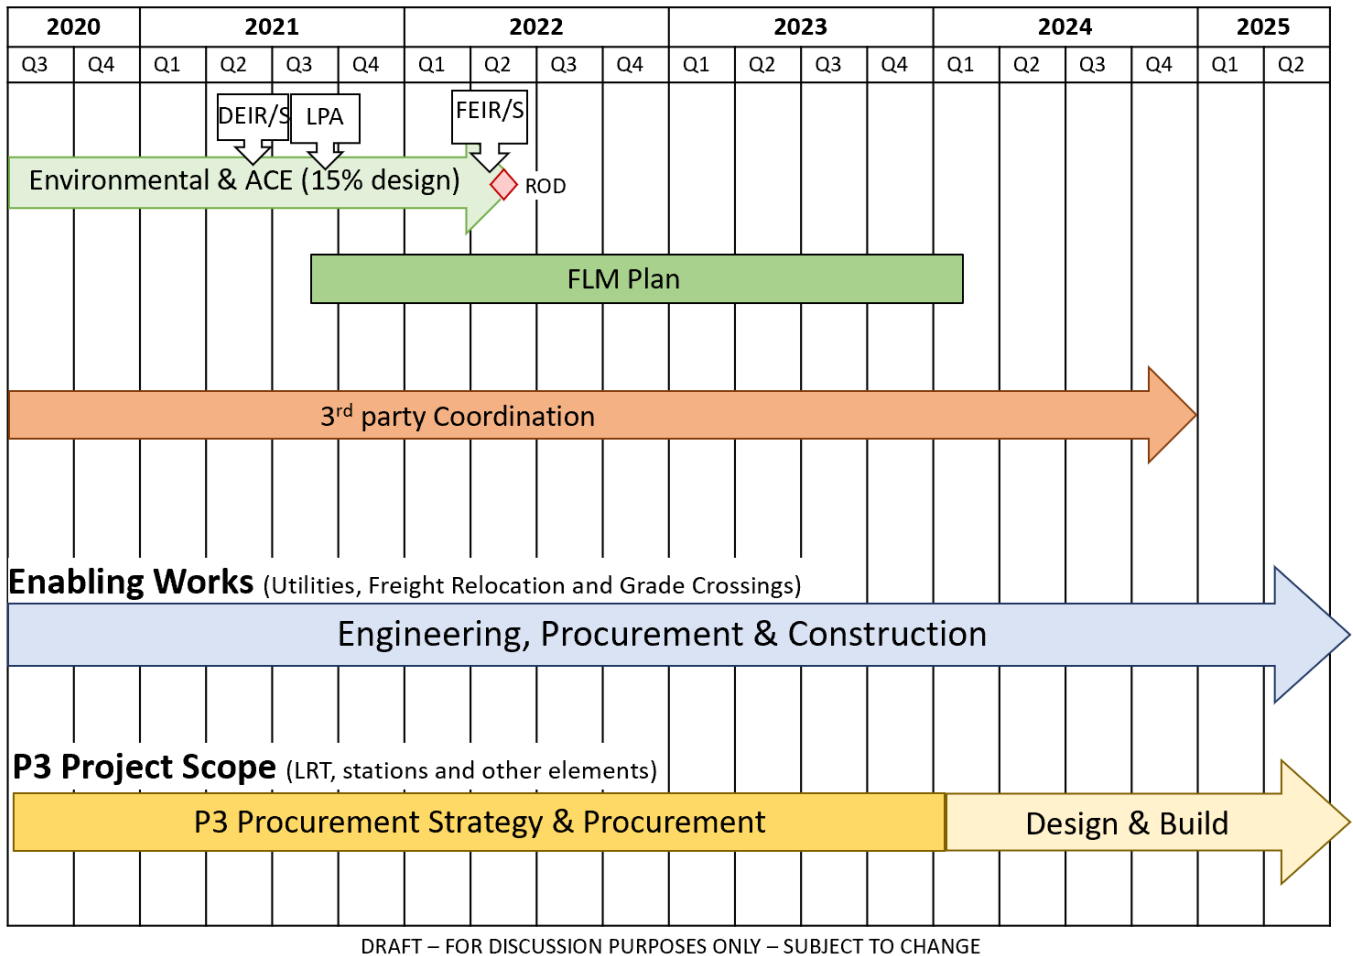 2020 2021 2022 2023 2024 2025
Q3 Q4 Q1 Q2 Q3 Q4 Q1 Q2 Q3 Q4 Q1 Q2 Q3 Q4 Q1 Q2 Q3 Q4 Q1 Q2
DEIR/S LPA FEIR/S
Environmental & ACE (15% design) ROD
FLM Plan
3rd party Coordination
Enabling Works (Utilities, Freight Relocation and Grade Crossings)
Engineering, Procurement & Construction
P3 Project Scope (LRT, stations and other elements)
P3 Procurement Strategy & Procurement Design & Build
DRAFT – FOR DISCUSSION PURPOSES ONLY – SUBJECT TO CHANGE